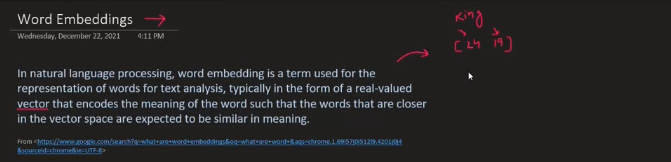 Word Embeddings
Wednesday, December 22, 2021 4:11 PM
King
[ 24 19 ]
In natural language processing, word embedding is a term used for the
representation of words for text analysis, typically in the form of a real-valued
vector that encodes the meaning of the word such that the words that are closer
in the vector space are expected to be similar in meaning.
From <https://www.google.com/search?q=what+are+word+embeddings&oq=what+are+word+&aqs=chrome.1.69i57j0i512l9.4201j0j4
&sourceid=chrome&ie=UTF-8>